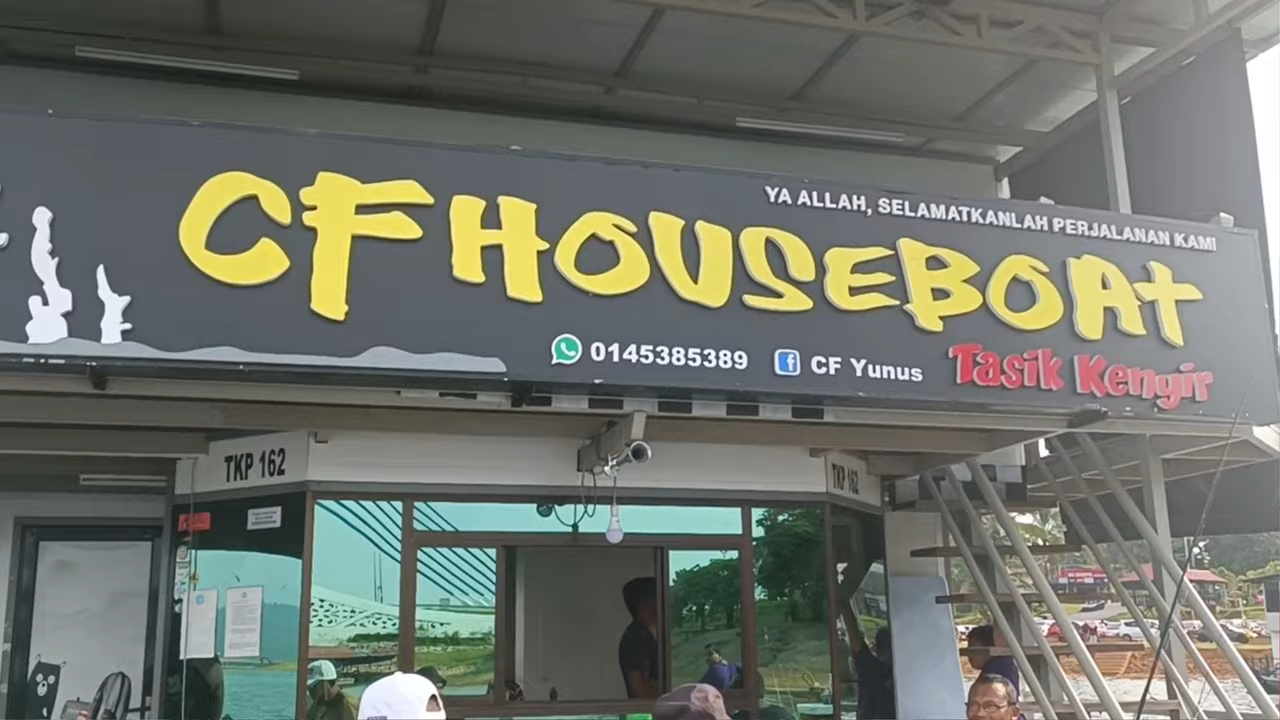 YA ALLAH, SELAMATKANLAH PERJALANAN KAMI
CF HOUSEBOAT
Tasik Kenyir
0145385389 CF Yunus
TKP 162
TKP 162